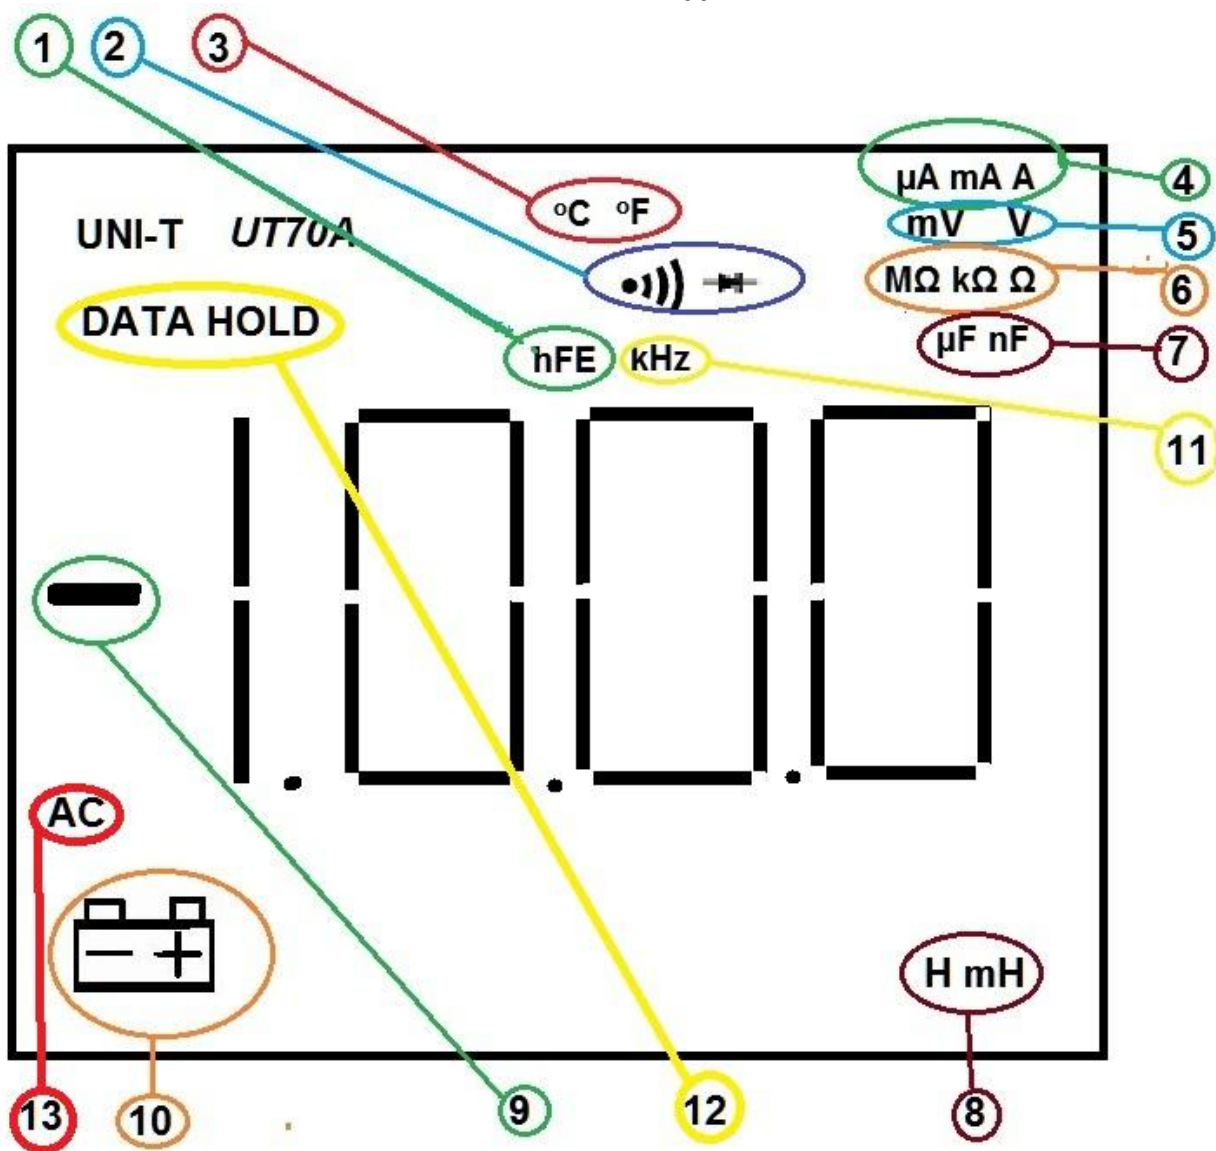 1 2 3
µA mA A 4
°C °F
UNI-T UT70A mV V 5
MΩ kΩ Ω 6
DATA HOLD
hFE kHz µF nF 7
11
1.0.0.0
−
AC
− +
H mH
13 10 9 12 8